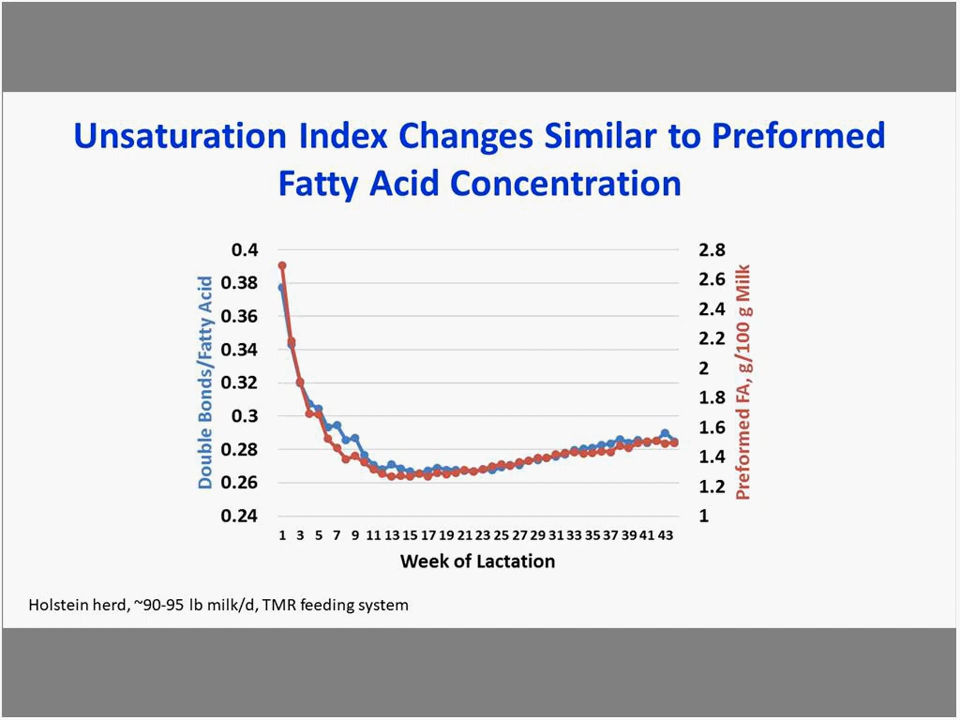 Unsaturation Index Changes Similar to Preformed
Fatty Acid Concentration
Double Bonds/Fatty Acid
0.4
0.38
0.36
0.34
0.32
0.3
0.28
0.26
0.24
2.8
2.6
2.4
2.2
2
1.8
1.6
1.4
1.2
1
Preformed FA, g/100 g Milk
1 3 5 7 9 11 13 15 17 19 21 23 25 27 29 31 33 35 37 39 41 43
Week of Lactation
Holstein herd, ~90-95 lb milk/d, TMR feeding system